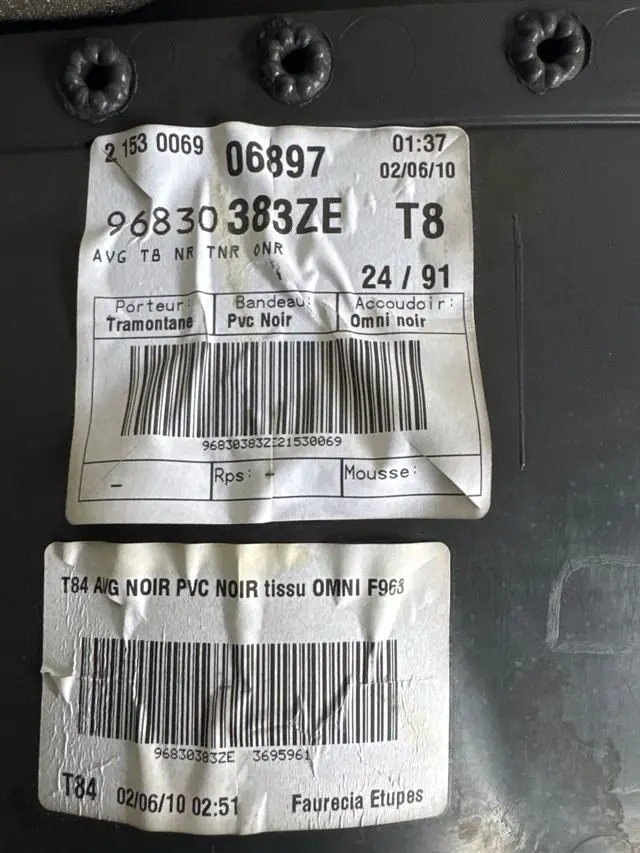 2 153 0069 06897 01:37
02/06/10
96830 383ZE T8
AVG T8 NR TNR ONR
24 / 91
Porteur: Bandeau: Accoudoir:
Tramontane Pvc Noir Omni noir
96830383ZE21530069
– Rps: - Mousse:
T84 AVG NOIR PVC NOIR tissu OMNI F963
96830383ZE 3695961
T84 02/06/10 02:51 Faurecia Etupes